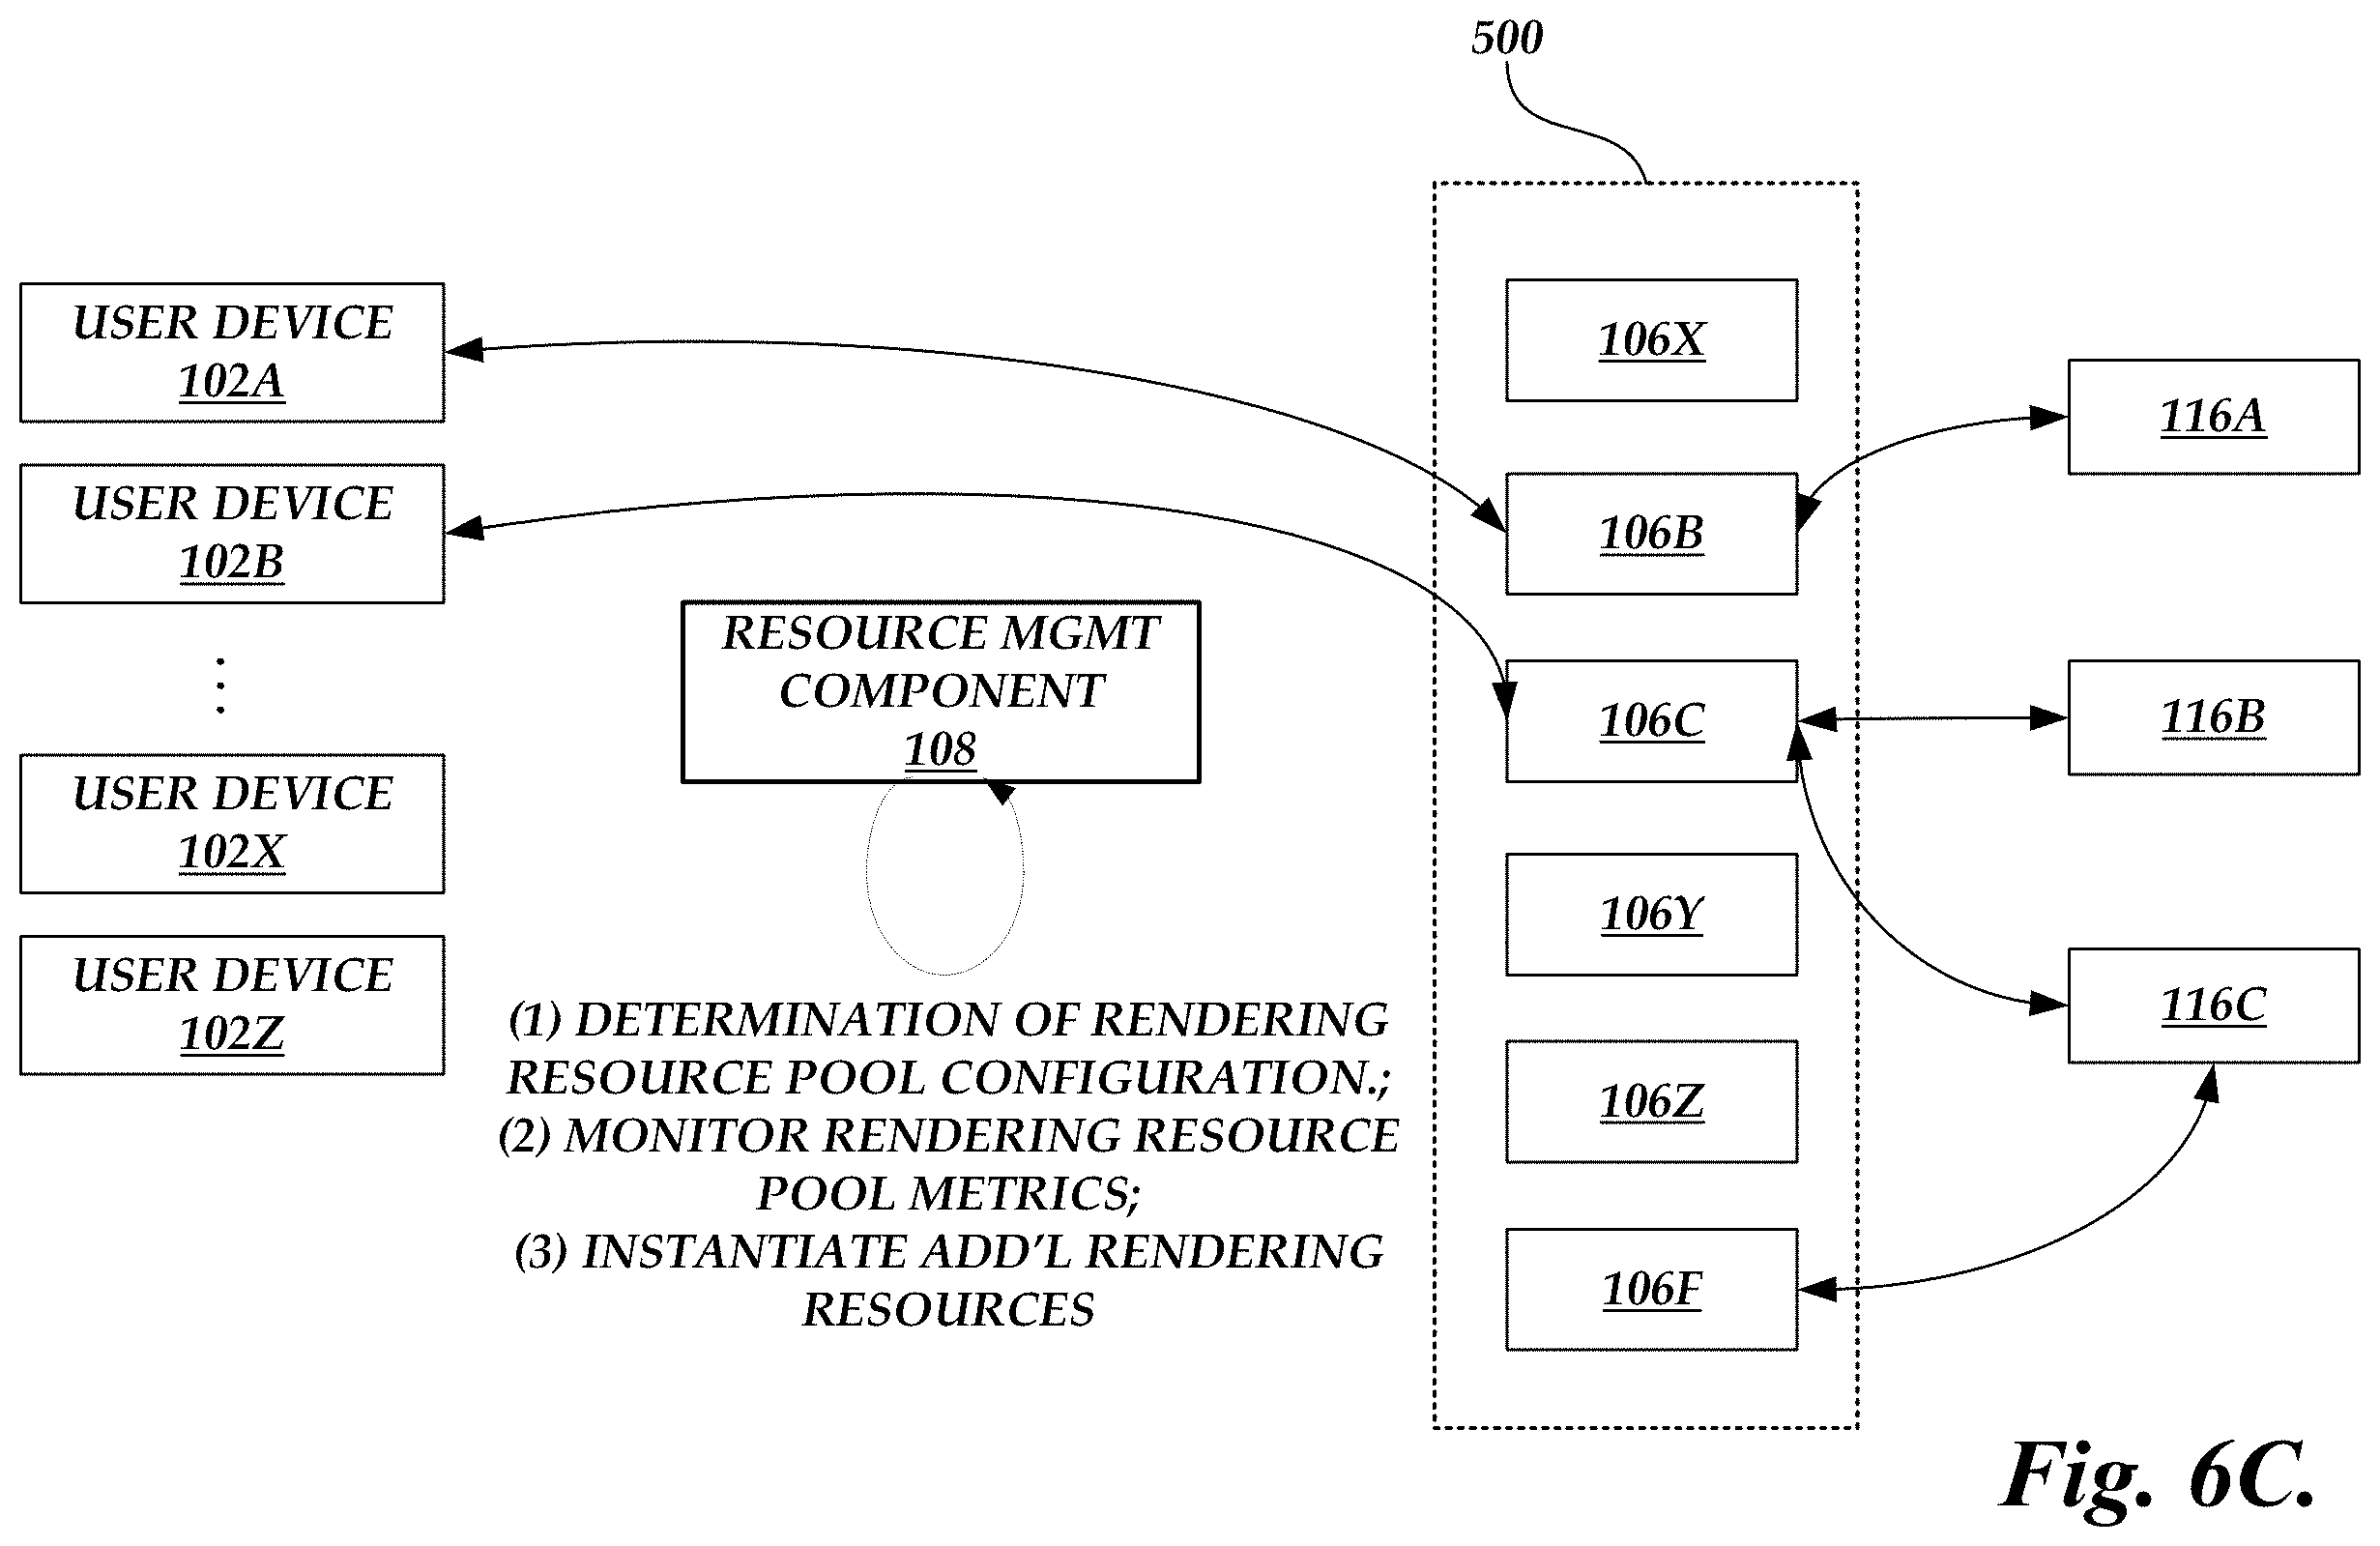 500
USER DEVICE
102A
USER DEVICE
102B
USER DEVICE
102X
USER DEVICE
102Z
RESOURCE MGMT
COMPONENT
108
(1) DETERMINATION OF RENDERING
RESOURCE POOL CONFIGURATION.;
(2) MONITOR RENDERING RESOURCE
POOL METRICS;
(3) INSTANTIATE ADD’L RENDERING
RESOURCES
106X
106B
106C
106Y
106Z
106F
116A
116B
116C
Fig. 6C.